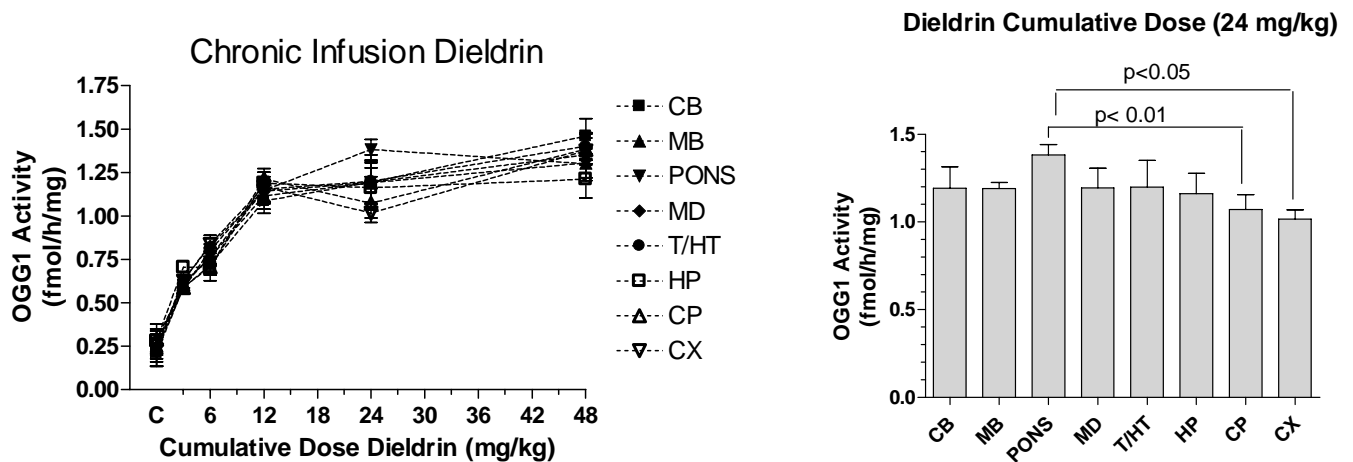 Chronic Infusion Dieldrin
OGG1 Activity
(fmol/h/mg)
1.75
1.50
1.25
1.00
0.75
0.50
0.25
0.00
C 6 12 18 24 30 36 42 48
Cumulative Dose Dieldrin (mg/kg)
CB
MB
PONS
MD
T/HT
HP
CP
CX
Dieldrin Cumulative Dose (24 mg/kg)
p<0.05
p< 0.01
OGG1 Activity
(fmol/h/mg)
1.5
1.0
0.5
0.0
CB MB PONS MD T/HT HP CP CX